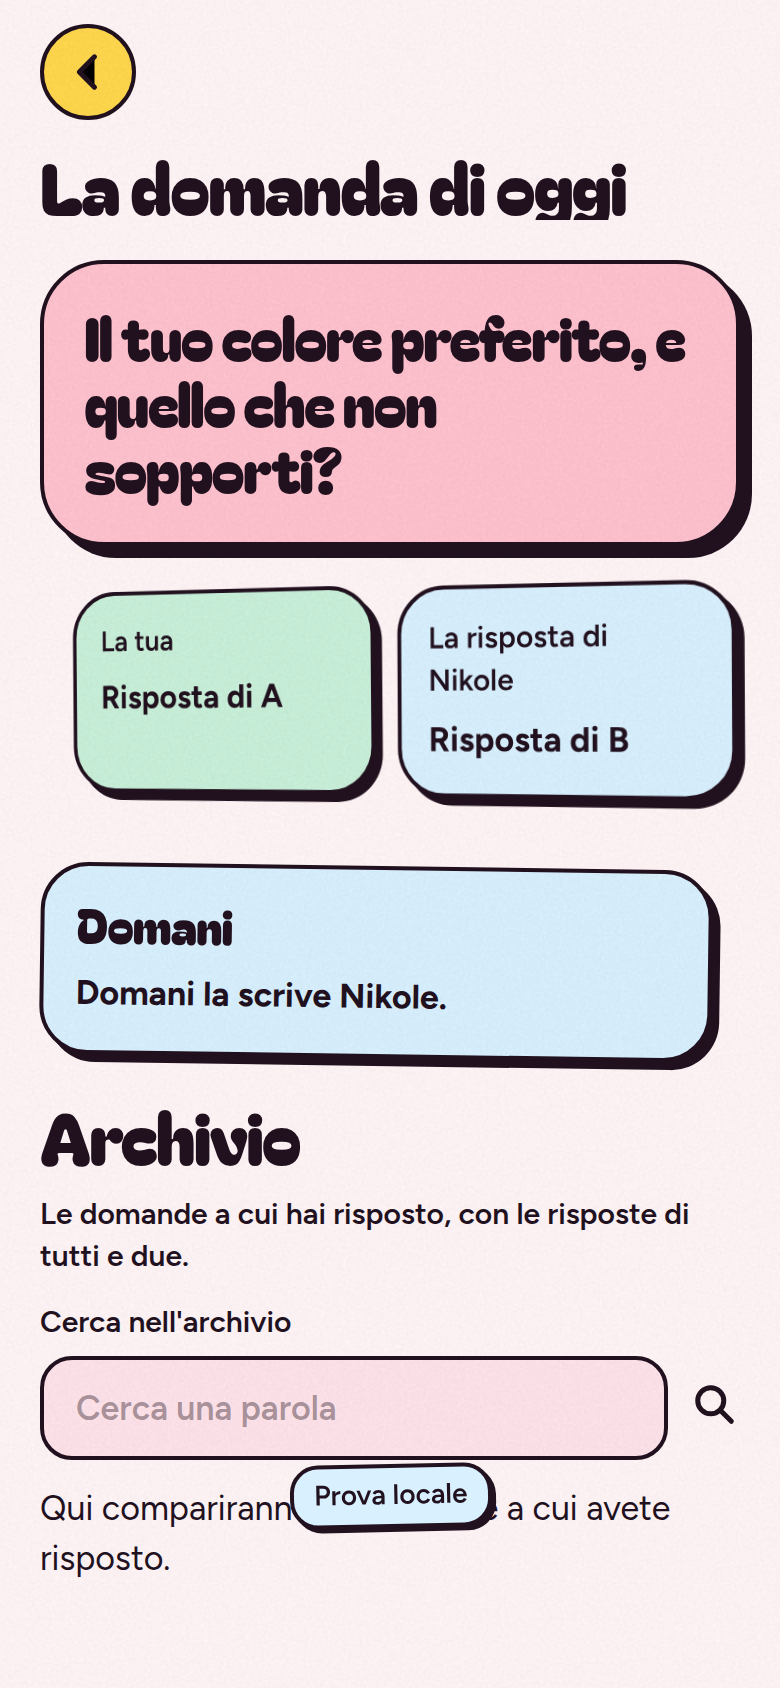 La domanda di oggi
Il tuo colore preferito, e
quello che non
sopporti?
La tua
Risposta di A
La risposta di
Nikole
Risposta di B
Domani
Domani la scrive Nikole.
Archivio
Le domande a cui hai risposto, con le risposte di
tutti e due.
Cerca nell'archivio
Cerca una parola
Prova locale
Qui a cui avete
risposto.